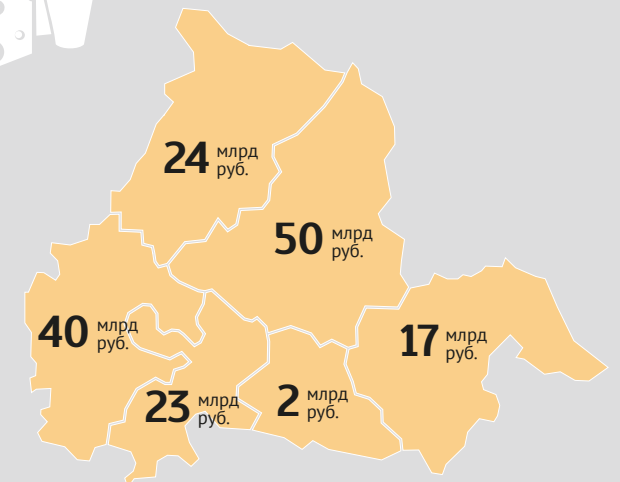 24 млрд
руб.
50 млрд
руб.
40 млрд
руб.
17 млрд
руб.
23 млрд
руб.
2 млрд
руб.